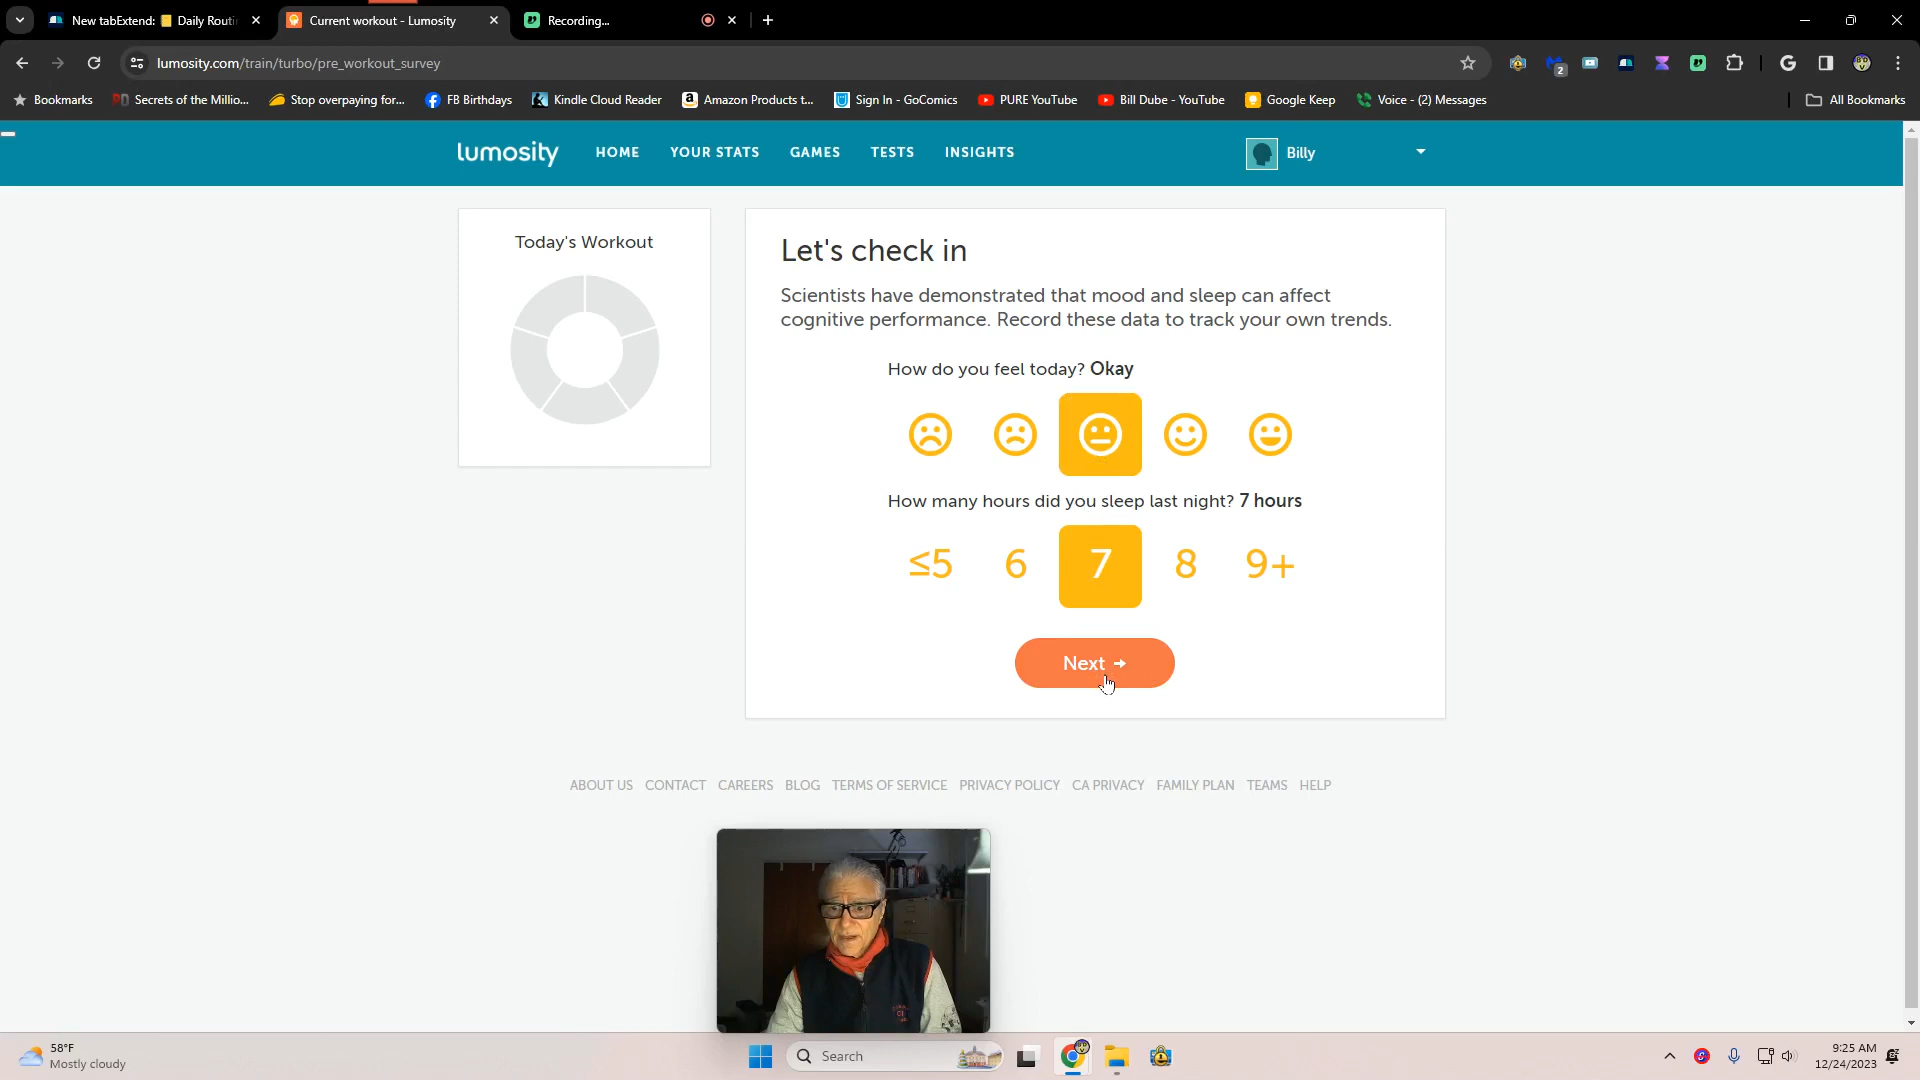 New tabExtend: Daily Routi
Current workout - Lumosity
Recording...
lumosity.com/train/turbo/pre_workout_survey
2
Bookmarks
Secrets of the Millio...
Stop overpaying for...
FB Birthdays
Kindle Cloud Reader
Amazon Products t...
Sign In - GoComics
PURE YouTube
Bill Dube - YouTube
Google Keep
Voice - (2) Messages
All Bookmarks
lumosity
HOME
YOUR STATS
GAMES
TESTS
INSIGHTS
Billy
Today's Workout
Let's check in
Scientists have demonstrated that mood and sleep can affect
cognitive performance. Record these data to track your own trends.
How do you feel today? Okay
How many hours did you sleep last night? 7 hours
≤5 6 7 8 9+
Next →
ABOUT US CONTACT CAREERS BLOG TERMS OF SERVICE PRIVACY POLICY CA PRIVACY FAMILY PLAN TEAMS HELP
58°F
Mostly cloudy
Search
9:25 AM
12/24/2023